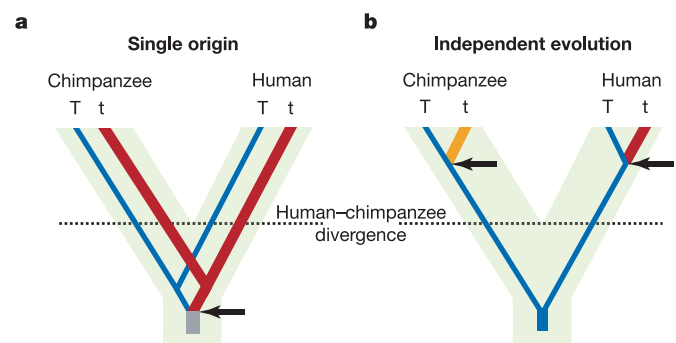 a
Single origin
Chimpanzee
Human
T t
T t
b
Independent evolution
Chimpanzee
Human
T t
T t
Human–chimpanzee
divergence